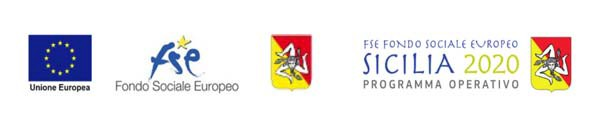 Unione Europea
fse
Fondo Sociale Europeo
FSE FONDO SOCIALE EUROPEO
SICILIA 2020
PROGRAMMA OPERATIVO